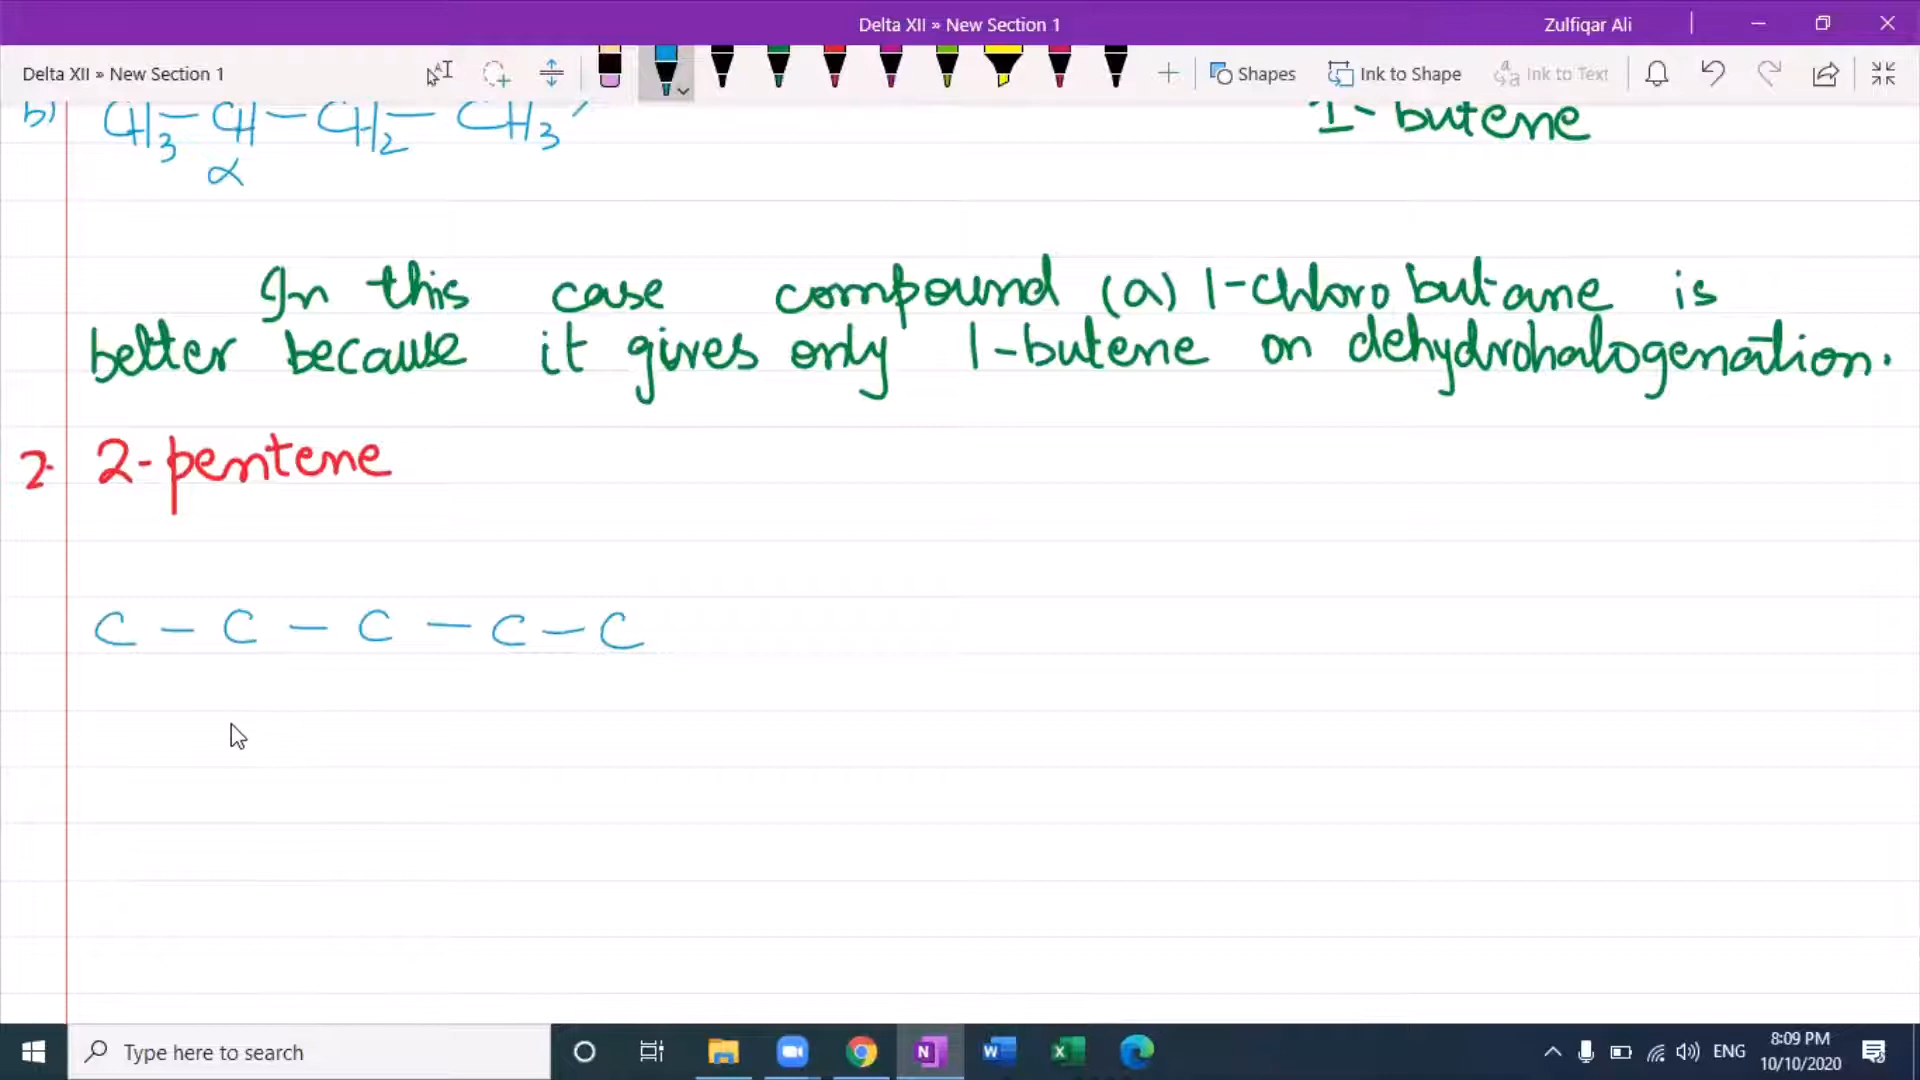 Delta XII » New Section 1
Zulfiqar Ali
Delta XII » New Section 1
Shapes
Ink to Shape
Ink to Text
b) CH3 - CH - CH2 - CH3
α
1- butene
In this case compound (a) 1-chlorobutane is
better because it gives only 1-butene on dehydrohalogenation.
2. 2-pentene
C - C - C - C - C
Type here to search
ENG
8:09 PM
10/10/2020